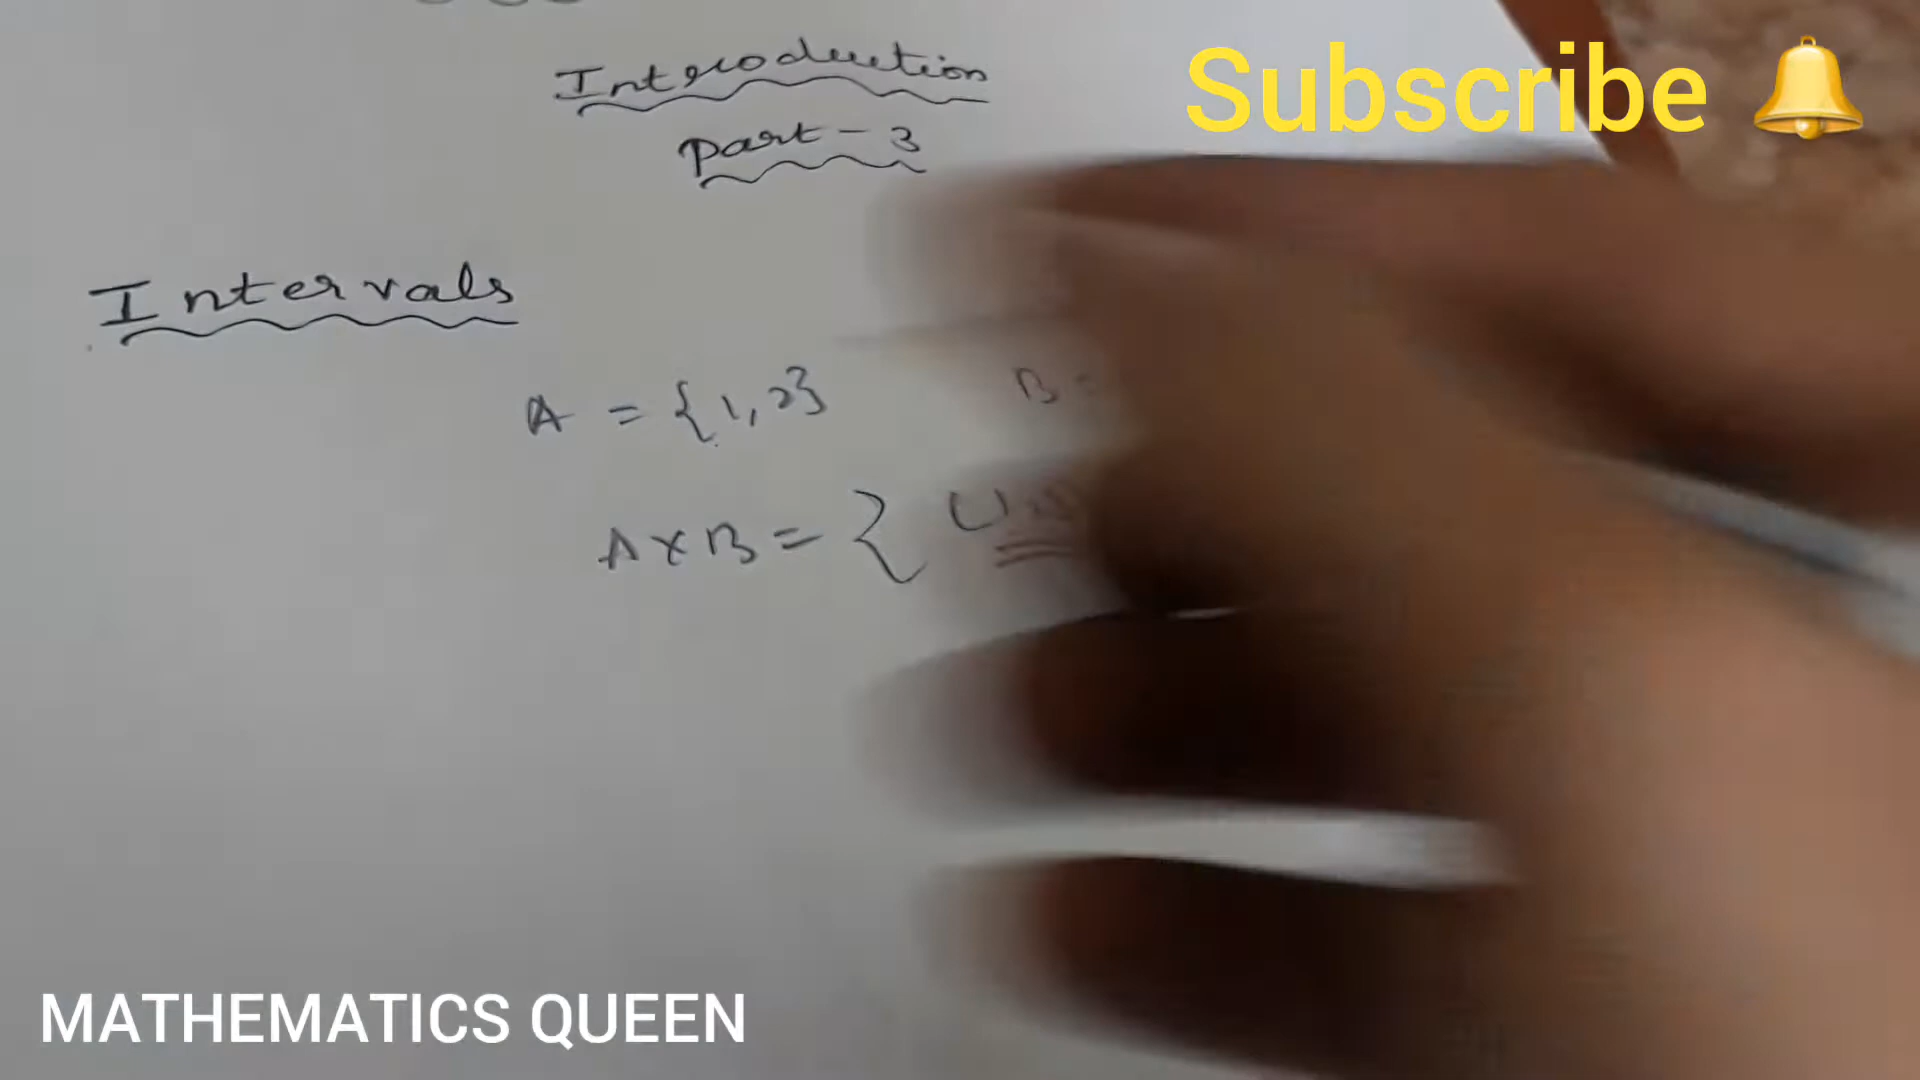 Subscribe 🔔
Introduction
Part - 3
Intervals
A = {1, 2} B =
A × B = {
MATHEMATICS QUEEN